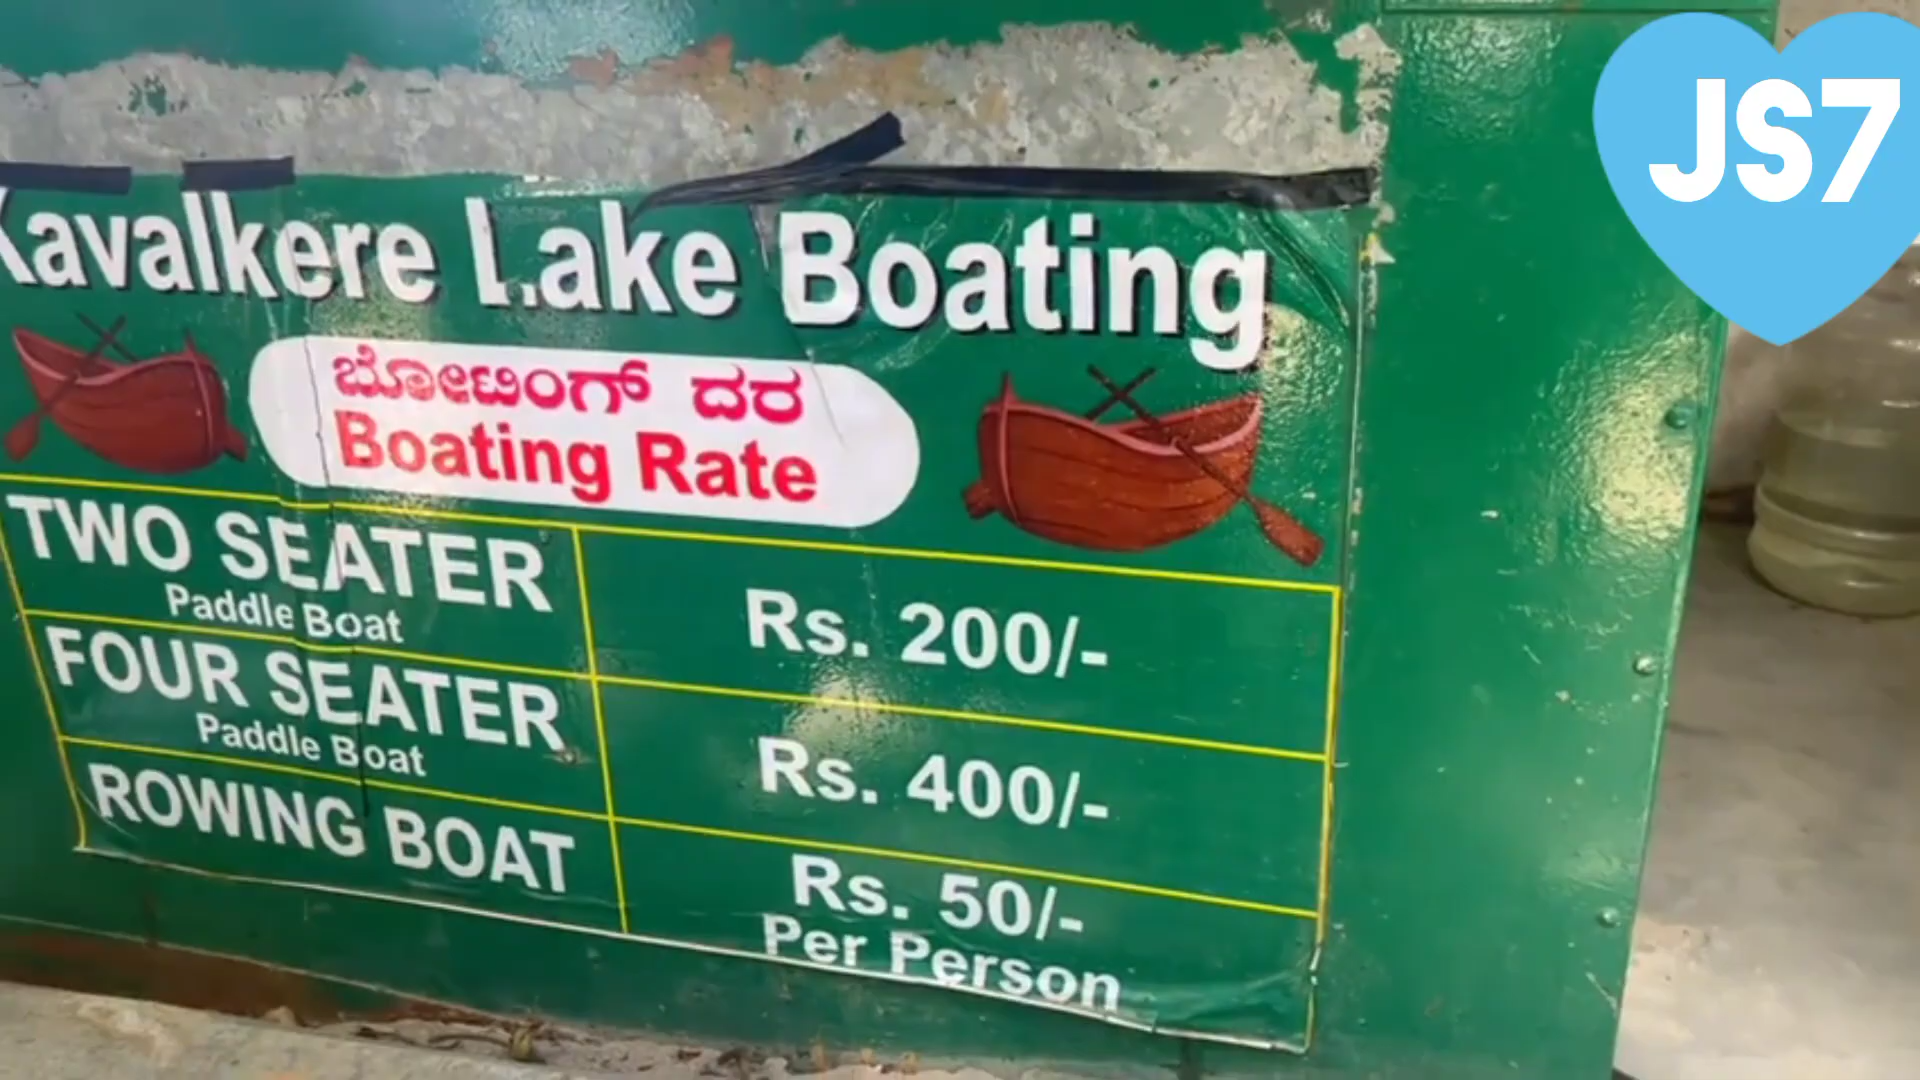 JS7
Kavalkere Lake Boating
ಬೋಟಿಂಗ್ ದರ
Boating Rate
TWO SEATER
Paddle Boat
Rs. 200/-
FOUR SEATER
Paddle Boat
Rs. 400/-
ROWING BOAT
Rs. 50/-
Per Person